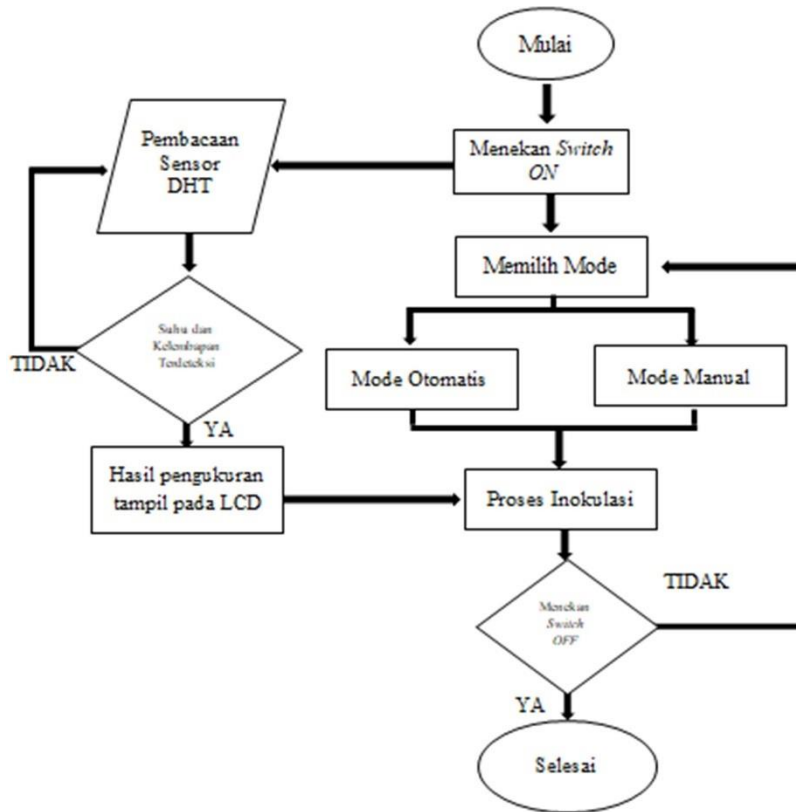 Mulai
Menekan Switch
ON
Pembacaan
Sensor
DHT
Memilih Mode
Suhu dan
Kelembapan
Terdeteksi
TIDAK
YA
Mode Otomatis
Mode Manual
Hasil pengukuran
tampil pada LCD
Proses Inokulasi
Menekan
Switch
OFF
TIDAK
YA
Selesai